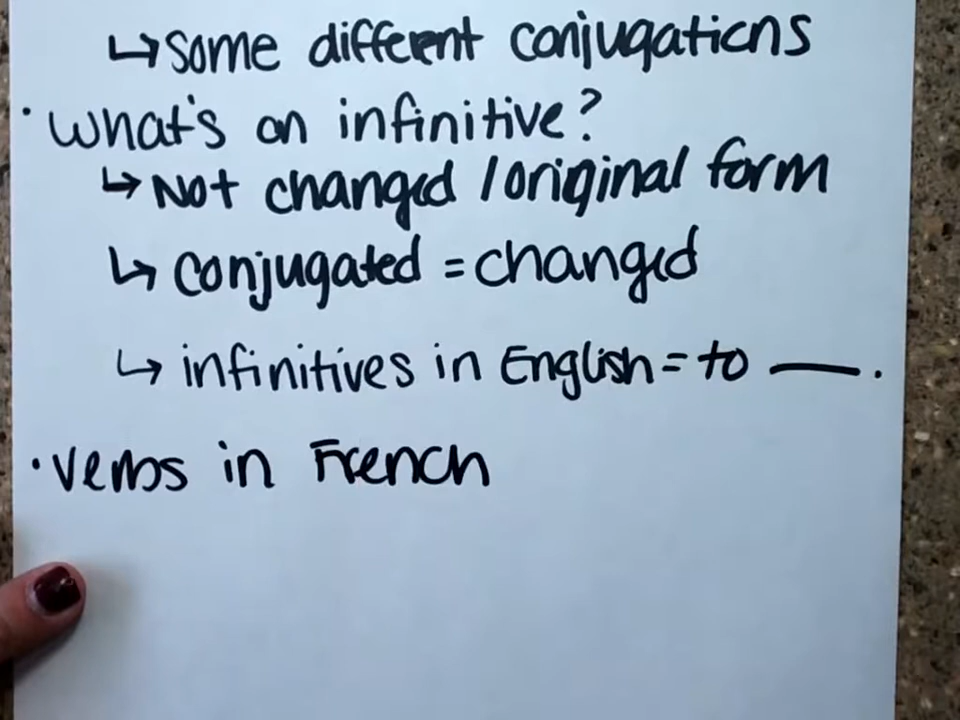 ↳ some different conjugations
• What's an infinitive?
↳ Not changed / original form
↳ conjugated = changed
↳ infinitives in English = to ___.
• verbs in French